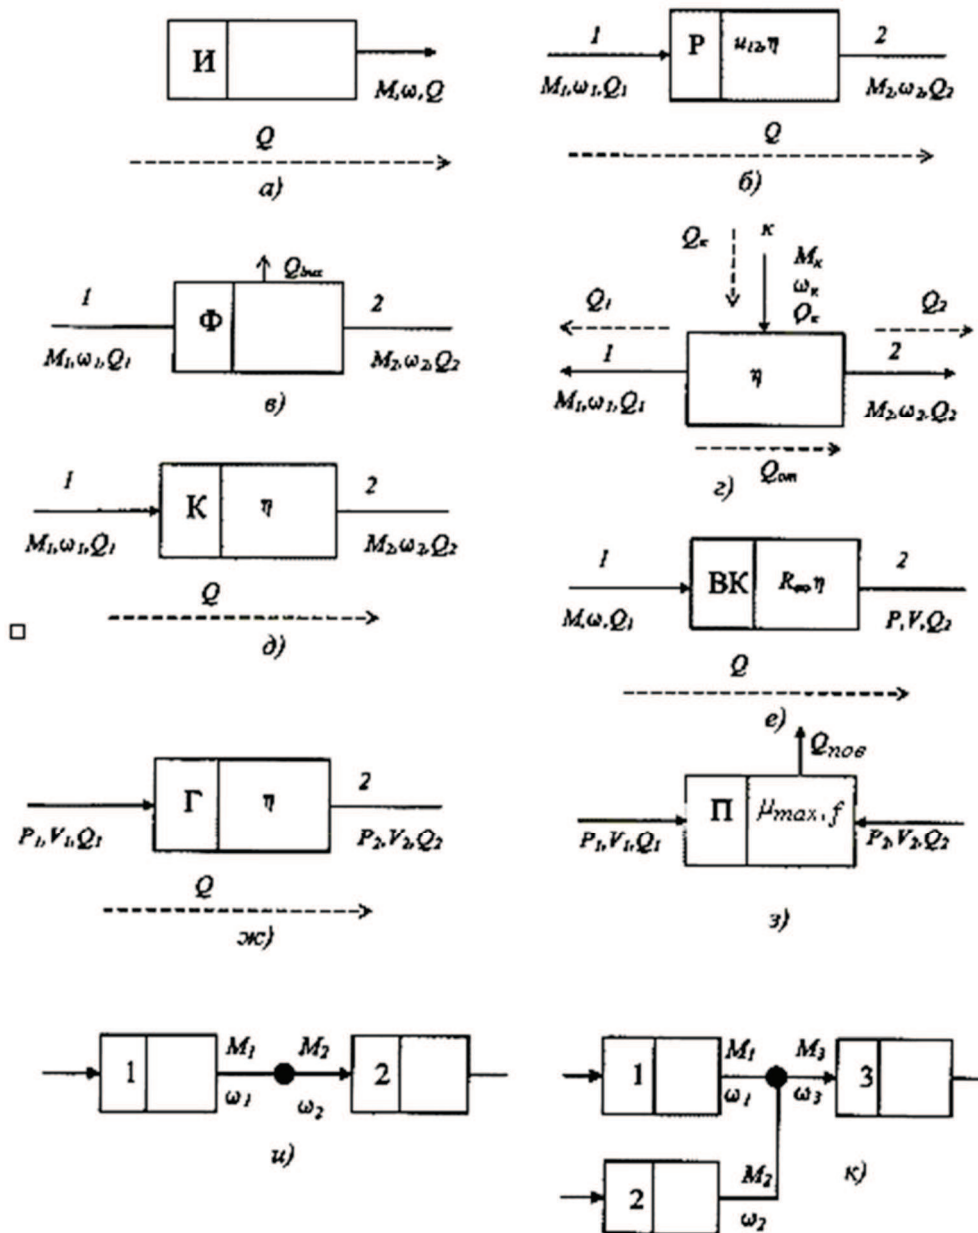 И
M, ω, Q
Q
а)
1
P
u₁₂, η
2
M₁, ω₁, Q₁
M₂, ω₂, Q₂
Q
б)
Qвых
1
Ф
2
M₁, ω₁, Q₁
M₂, ω₂, Q₂
в)
Qк
к
Mк
ωк
Qк
Q₁
Q₂
1
η
2
M₁, ω₁, Q₁
M₂, ω₂, Q₂
Qот
г)
1
К
η
2
M₁, ω₁, Q₁
M₂, ω₂, Q₂
Q
д)
1
ВК
η
2
M, ω, Q₁
P, V, Q₂
Q
е)
Г
η
2
P₁, V₁, Q₁
P₂, V₂, Q₂
Q
ж)
Qпов
П
μmax, f
P₁, V₁, Q₁
P₂, V₂, Q₂
з)
1
M₁
M₂
2
ω₁
ω₂
и)
1
M₁
M₃
3
ω₁
ω₃
2
M₂
ω₂
к)